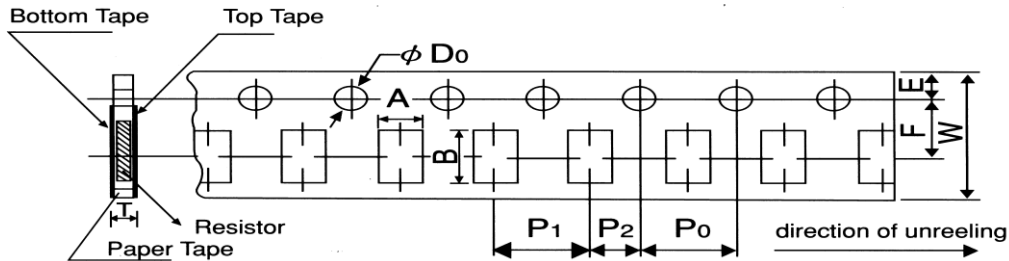 Bottom Tape
Top Tape
φ D0
A
B
E
F
W
T
Resistor
Paper Tape
P1
P2
P0
direction of unreeling